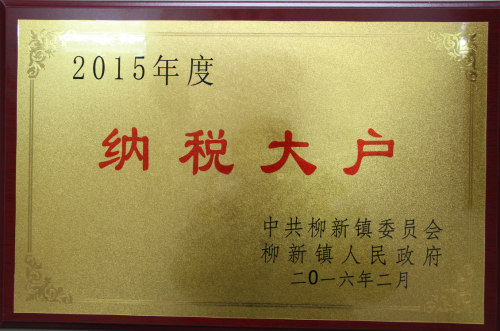 2015年度
纳税大户
中共柳新镇委员会
柳新镇人民政府
二O一六年二月